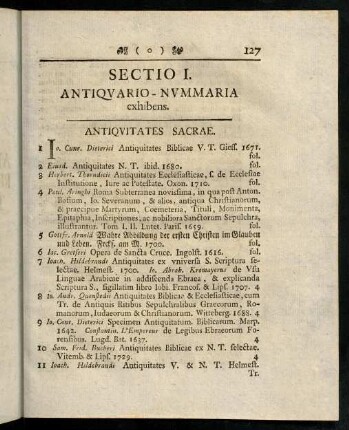 ( 0 ) 127
SECTIO I.
ANTIQVARIO-NVMMARIA
exhibens.
ANTIQVITATES SACRAE.
1 Io. Cunr. Dieterici Antiquitates Biblicae V. T. Giess. 1671.
fol.
2 Eiusd. Antiquitates N. T. ibid. 1680. fol.
3 Herbert. Thorndicii Antiquitates Ecclesiasticae, f. de Ecclesiae
Institutione, Iure ac Potestate. Oxon. 1710. fol.
4 Paul. Aringhi Roma Subterranea novissima, in qua post Anton.
Bosium, Io. Severanum, & alios, antiqua Christianorum,
& praecipue Martyrum, Coemeteria, Tituli, Monimenta,
Epitaphia, Inscriptiones, ac nobiliora Sanctorum Sepulchra,
illustrantur. Tom. I. II. Lutet. Paris. 1659. fol.
5 Gottfr. Arnolds Wahre Abbildung der ersten Christen im Glauben
und Leben. Frckf. am M. 1700. fol.
6 Iac. Gretseri Opera de Sancta Cruce. Ingolst. 1616. fol.
7 Ioach. Hildebrands Antiquitates ex universa S. Scriptura se-
lectae. Helmest. 1700. Io. Abrah. Kromayerus de Vsu
Linguae Arabicae in addiscenda Ebraea, & explicanda
Scriptura S., sigillatim libro Iobi. Francof. & Lips. 1707. 4
8 Io. Andr. Quenstedii Antiquitates Biblicae & Ecclesiasticae, cum
Tr. de Antiquis Ritibus Sepulchralibus Graecorum, Ro-
manorum, Iudaeorum & Christianorum. Witteberg. 1688. 4
9 Io. Conr. Dieterici Specimen Antiquitatum Biblicarum. Marp.
1642. Constantin. L'Empereur de Legibus Ebraeorum Fo-
rensibus. Lugd. Bat. 1637. 4
10 Sam. Frid. Bucheri Antiquitates Biblicae ex N. T. selectae.
Vitemb. & Lips. 1729. 4
11 Ioach. Hildebrandi Antiquitates V. & N. T. Helmest.
Tr.